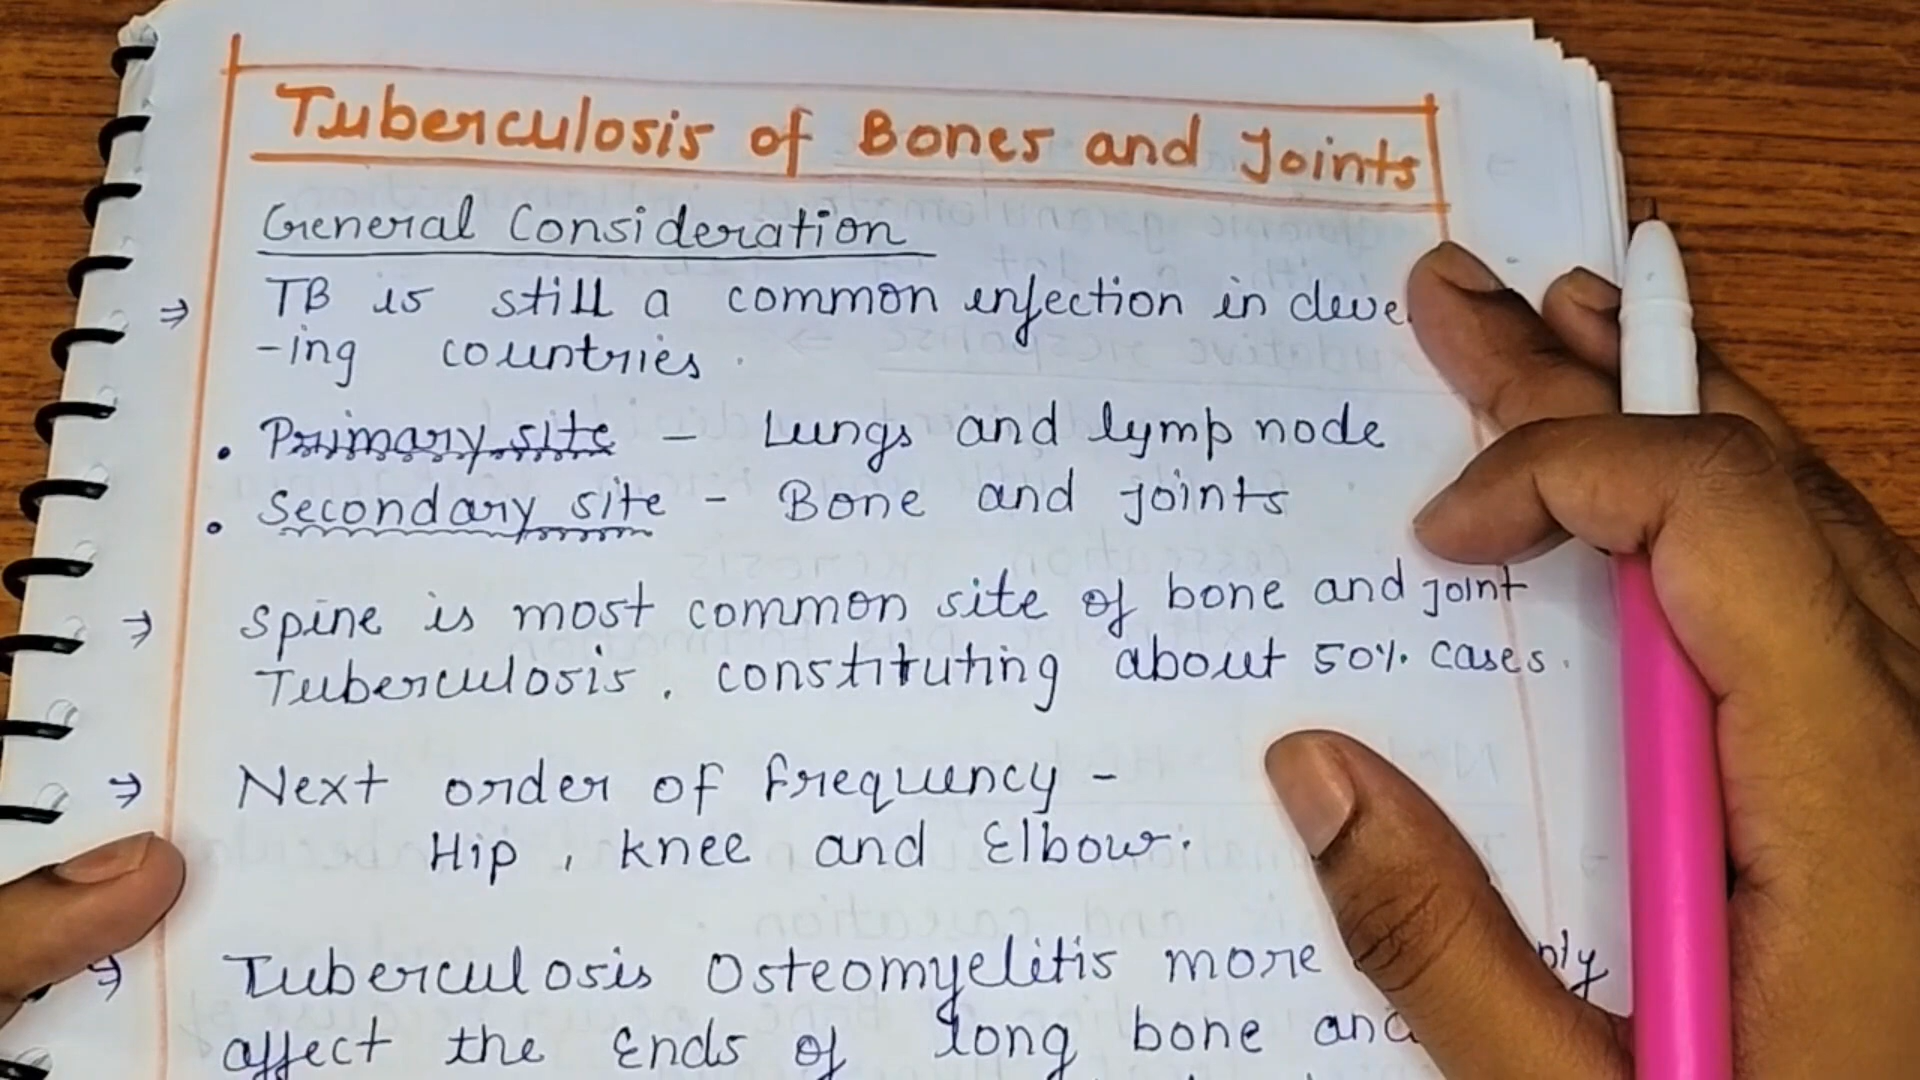 Tuberculosis of Bones and Joints
General Consideration
⇒ TB is still a common infection in deve
-ing countries.
• Primary site - Lungs and lymp node
• Secondary site - Bone and joints
⇒ Spine is most common site of bone and joint
Tuberculosis. constituting about 50% cases.
⇒ Next order of frequency -
Hip, knee and Elbow.
⇒ Tuberculosis Osteomyelitis more
affect the Ends of long bone and